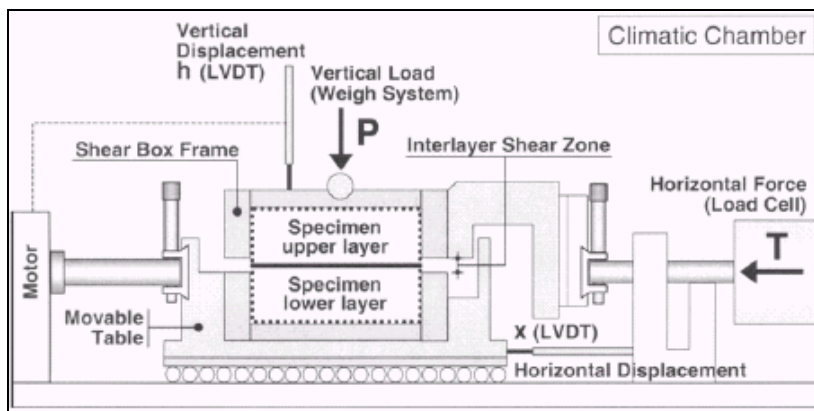 Vertical
Displacement
h (LVDT)
Vertical Load
(Weigh System)
P
Climatic Chamber
Shear Box Frame
Interlayer Shear Zone
Horizontal Force
(Load Cell)
T
Specimen
upper layer
Specimen
lower layer
Motor
Movable
Table
X (LVDT)
Horizontal Displacement